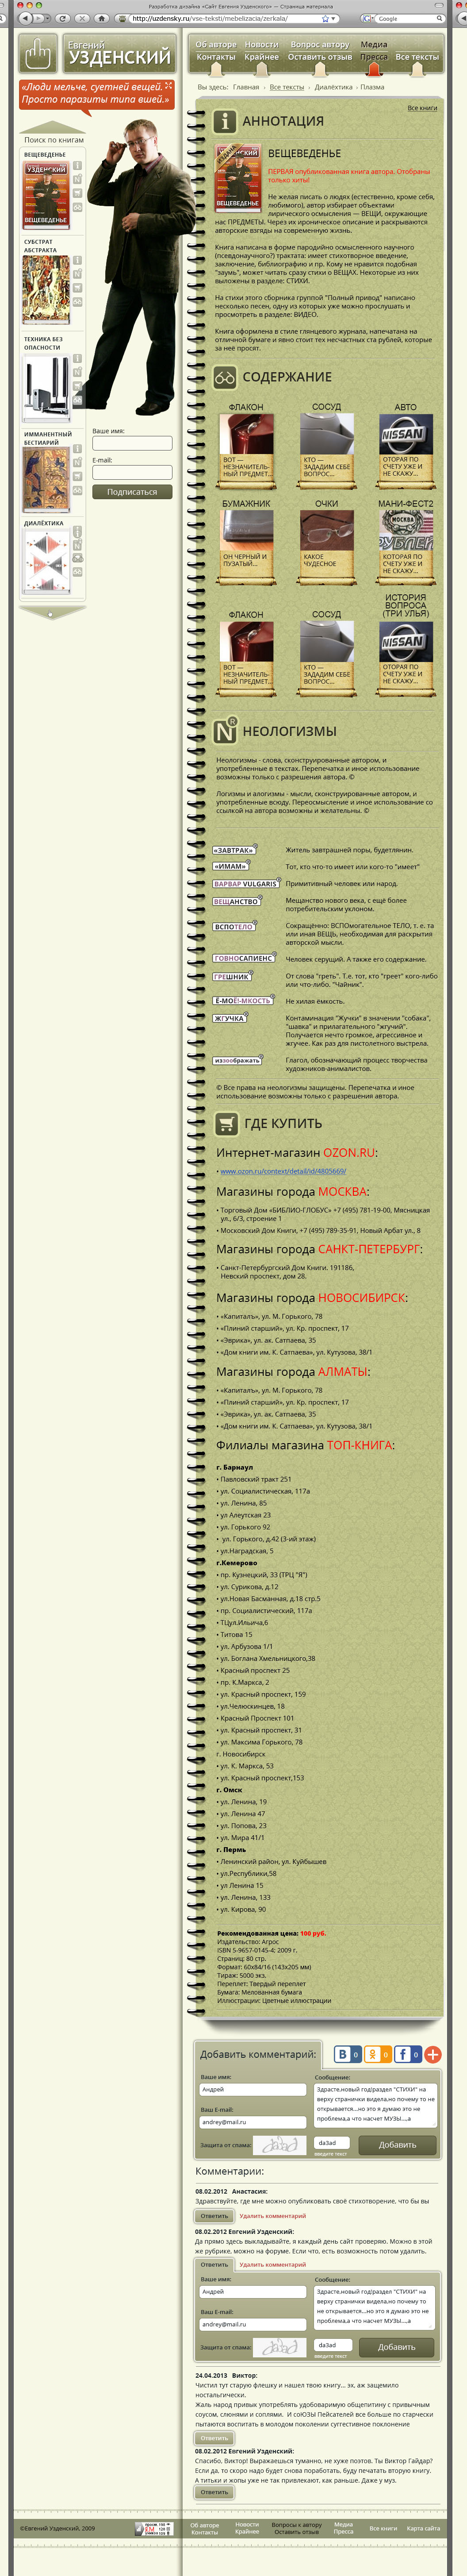 Разработка дизайна «Сайт Евгения Узденского» — Страница материала
http://uzdensky.ru/vse-teksti/mebelizacia/zerkala/
Google
Евгений
УЗДЕНСКИЙ
Об авторе Новости Вопрос автору Медиа
Контакты Крайнее Оставить отзыв Пресса Все тексты
«Люди мельче, суетней вещей.
Просто паразиты типа вшей.»
Вы здесь: Главная › Все тексты › Диалёктика › Плазма
Все книги
Поиск по книгам
ВЕЩЕВЕДЕНЬЕ
СУБСТРАТ
АБСТРАКТА
ТЕХНИКА БЕЗ
ОПАСНОСТИ
ИММАНЕНТНЫЙ
БЕСТИАРИЙ
ДИАЛЁКТИКА
Ваше имя:
E-mail:
Подписаться
АННОТАЦИЯ
ВЕЩЕВЕДЕНЬЕ
ПЕРВАЯ опубликованная книга автора. Отобраны
только хиты!
Не желая писать о людях (естественно, кроме себя,
любимого), автор избирает объектами
лирического осмысления — ВЕЩИ, окружающие
нас ПРЕДМЕТЫ. Через их ироническое описание и раскрываются
авторские взгляды на современную жизнь.
Книга написана в форме пародийно осмысленного научного
(псевдонаучного?) трактата: имеет стихотворное введение,
заключение, библиографию и пр. Кому не нравится подобная
"заумь", может читать сразу стихи о ВЕЩАХ. Некоторые из них
выложены в разделе: СТИХИ.
На стихи этого сборника группой "Полный привод" написано
несколько песен, одну из которых уже можно прослушать и
просмотреть в разделе: ВИДЕО.
Книга оформлена в стиле глянцевого журнала, напечатана на
отличной бумаге и явно стоит тех несчастных ста рублей, которые
за неё просят.
СОДЕРЖАНИЕ
ФЛАКОН СОСУД АВТО
ВОТ —
НЕЗНАЧИТЕЛЬ-
НЫЙ ПРЕДМЕТ...
КТО —
ЗАДАДИМ СЕБЕ
ВОПРОС...
ОТОРАЯ ПО
СЧЕТУ УЖЕ И
НЕ СКАЖУ...
БУМАЖНИК ОЧКИ МАНИ-ФЕСТ2
ОН ЧЕРНЫЙ И
ПУЗАТЫЙ...
КАКОЕ
ЧУДЕСНОЕ
КОТОРАЯ ПО
СЧЕТУ УЖЕ И
НЕ СКАЖУ...
ФЛАКОН СОСУД ИСТОРИЯ
ВОПРОСА
(ТРИ УЛЬЯ)
ВОТ —
НЕЗНАЧИТЕЛЬ-
НЫЙ ПРЕДМЕТ...
КТО —
ЗАДАДИМ СЕБЕ
ВОПРОС...
ОТОРАЯ ПО
СЧЕТУ УЖЕ И
НЕ СКАЖУ...
НЕОЛОГИЗМЫ
Неологизмы - слова, сконструированные автором, и
употребленные в текстах. Перепечатка и иное использование
возможны только с разрешения автора. ©
Логизмы и алогизмы - мысли, сконструированные автором, и
употребленные всюду. Переосмысление и иное использование со
ссылкой на автора возможны и желательны. ©
«ЗАВТРАК» Житель завтрашней поры, будетлянин.
«ИМАМ» Тот, кто что-то имеет или кого-то "имеет"
ВАРВАР VULGARIS Примитивный человек или народ.
ВЕЩАНСТВО Мещанство нового века, с ещё более
потребительским уклоном.
ВСПОТЕЛО Сокращённо: ВСПОмогательное ТЕЛО, т. е. та
или иная ВЕЩЬ, необходимая для раскрытия
авторской мысли.
ГОВНОСАПИЕНС Человек серущий. А также его содержание.
ГРЕШНИК От слова "греть". Т.е. тот, кто "греет" кого-либо
или что-либо. "Чайник".
Ё-МОЁ!-МКОСТЬ Не хилая ёмкость.
ЖГУЧКА Контаминация "Жучки" в значении "собака",
"шавка" и прилагательного "жгучий".
Получается нечто громкое, агрессивное и
жгучее. Как раз для пистолетного выстрела.
иззоображать Глагол, обозначающий процесс творчества
художников-анималистов.
© Все права на неологизмы защищены. Перепечатка и иное
использование возможны только с разрешения автора.
ГДЕ КУПИТЬ
Интернет-магазин OZON.RU:
• www.ozon.ru/context/detail/id/4805669/
Магазины города МОСКВА:
• Торговый Дом «БИБЛИО-ГЛОБУС» +7 (495) 781-19-00, Мясницкая
ул., 6/3, строение 1
• Московский Дом Книги, +7 (495) 789-35-91, Новый Арбат ул., 8
Магазины города САНКТ-ПЕТЕРБУРГ:
• Санкт-Петербургский Дом Книги. 191186,
Невский проспект, дом 28.
Магазины города НОВОСИБИРСК:
• «Капиталъ», ул. М. Горького, 78
• «Плиний старший», ул. Кр. проспект, 17
• «Эврика», ул. ак. Сатпаева, 35
• «Дом книги им. К. Сатпаева», ул. Кутузова, 38/1
Магазины города АЛМАТЫ:
• «Капиталъ», ул. М. Горького, 78
• «Плиний старший», ул. Кр. проспект, 17
• «Эврика», ул. ак. Сатпаева, 35
• «Дом книги им. К. Сатпаева», ул. Кутузова, 38/1
Филиалы магазина ТОП-КНИГА:
г. Барнаул
• Павловский тракт 251
• ул. Социалистическая, 117а
• ул. Ленина, 85
• ул Алеутская 23
• ул. Горького 92
• ул. Горького, д.42 (3-ий этаж)
• ул.Наградская, 5
г.Кемерово
• пр. Кузнецкий, 33 (ТРЦ "Я")
• ул. Сурикова, д.12
• ул.Новая Басманная, д.18 стр.5
• пр. Социалистический, 117а
• ТЦул.Ильича,6
• Титова 15
• ул. Арбузова 1/1
• ул. Боглана Хмельницкого,38
• Красный проспект 25
• пр. К.Маркса, 2
• ул. Красный проспект, 159
• ул.Челюскинцев, 18
• Красный Проспект 101
• ул. Красный проспект, 31
• ул. Максима Горького, 78
г. Новосибирск
• ул. К. Маркса, 53
• ул. Красный проспект,153
г. Омск
• ул. Ленина, 19
• ул. Ленина 47
• ул. Попова, 23
• ул. Мира 41/1
г. Пермь
• Ленинский район, ул. Куйбышев
• ул.Республики,58
• ул Ленина 15
• ул. Ленина, 133
• ул. Кирова, 90
Рекомендованная цена: 100 руб.
Издательство: Агрос
ISBN 5-9657-0145-4; 2009 г.
Страниц: 80 стр.
Формат: 60x84/16 (143x205 мм)
Тираж: 5000 экз.
Переплет: Твердый переплет
Бумага: Мелованная бумага
Иллюстрации: Цветные иллюстрации
Добавить комментарий:
В 0 0 f 0
Ваше имя: Сообщение:
Андрей
Ваш E-mail:
andrey@mail.ru
Здрасте,новый год)раздел "СТИХИ" на
верху странички видела,но почему то не
открывается...но это я думаю это не
проблема,а что насчет МУЗЫ...,а
Защита от спама: da3ad Добавить
введите текст
Комментарии:
08.02.2012 Анастасия:
Здравствуйте, где мне можно опубликовать своё стихотворение, что бы вы
Ответить Удалить комментарий
08.02.2012 Евгений Узденский:
Да прямо здесь выкладывайте, я каждый день сайт проверяю. Можно в этой
же рубрике, можно на форуме. Если что, есть возможность потом удалить.
Ответить Удалить комментарий
Ваше имя: Сообщение:
Андрей
Ваш E-mail:
andrey@mail.ru
Здрасте,новый год)раздел "СТИХИ" на
верху странички видела,но почему то
не открывается...но это я думаю это не
проблема,а что насчет МУЗЫ...,а
Защита от спама: da3ad Добавить
введите текст
24.04.2013 Виктор:
Чистил тут старую флешку и нашел твою книгу... эх, аж защемило
ностальгически.
Жаль народ привык употреблять удобоваримую общепитину с привычным
соусом, слюнями и соплями. И соЮЗЫ Пейсателей все больше по старчески
пытаются воспитать в молодом поколении суггестивное поклонение
Ответить
08.02.2012 Евгений Узденский:
Спасибо, Виктор! Выражаешься туманно, не хуже поэтов. Ты Виктор Гайдар?
Если да, то скоро надо будет снова поработать, буду печатать вторую книгу.
А титьки и жопы уже не так привлекают, как раньше. Даже у муз.
Ответить
©Евгений Узденский, 2009
Об авторе Новости Вопросы к автору Медиа Все книги Карта сайта
Контакты Крайнее Оставить отзыв Пресса